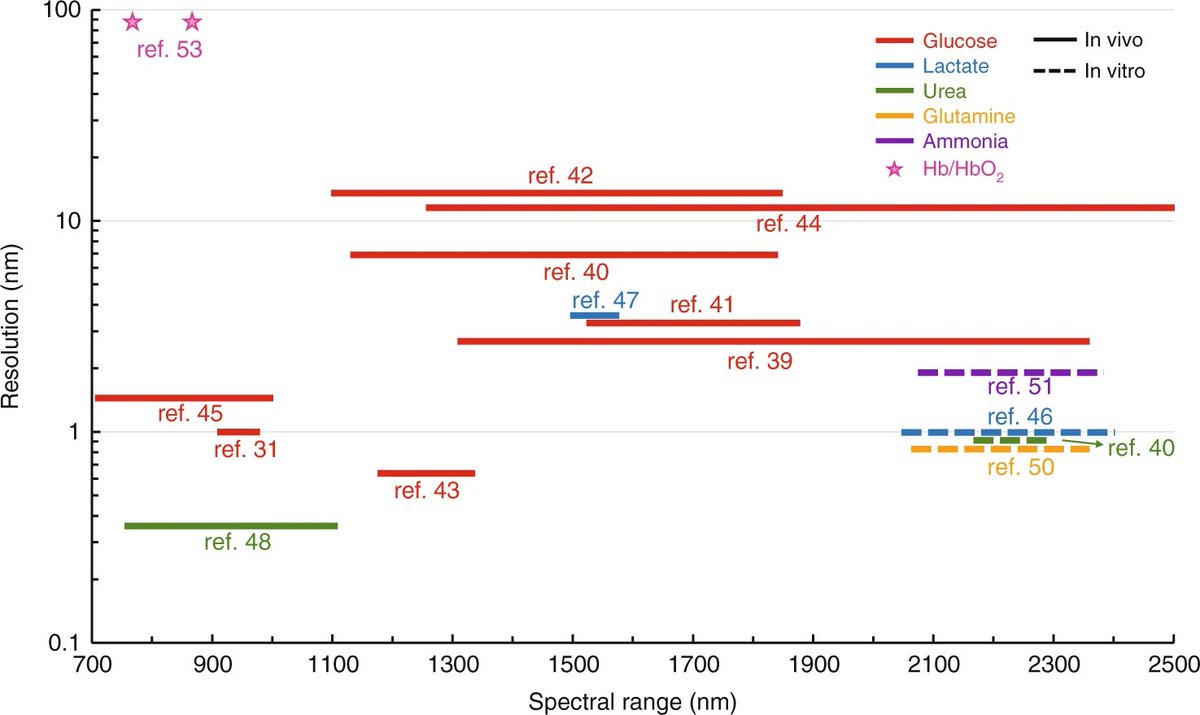 100
ref. 53
Glucose
In vivo
Lactate
In vitro
Urea
Glutamine
Ammonia
Hb/HbO2
ref. 42
10
ref. 44
ref. 40
ref. 47
ref. 41
ref. 39
ref. 51
ref. 45
ref. 46
1
ref. 31
ref. 40
ref. 50
ref. 43
ref. 48
0.1
Resolution (nm)
700 900 1100 1300 1500 1700 1900 2100 2300 2500
Spectral range (nm)